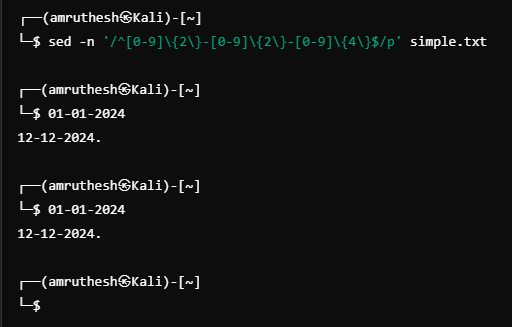 ┌──(amruthesh㉿Kali)-[~]
└─$ sed -n '/^[0-9]\{2\}-[0-9]\{2\}-[0-9]\{4\}$/p' simple.txt
┌──(amruthesh㉿Kali)-[~]
└─$ 01-01-2024
12-12-2024.
┌──(amruthesh㉿Kali)-[~]
└─$ 01-01-2024
12-12-2024.
┌──(amruthesh㉿Kali)-[~]
└─$